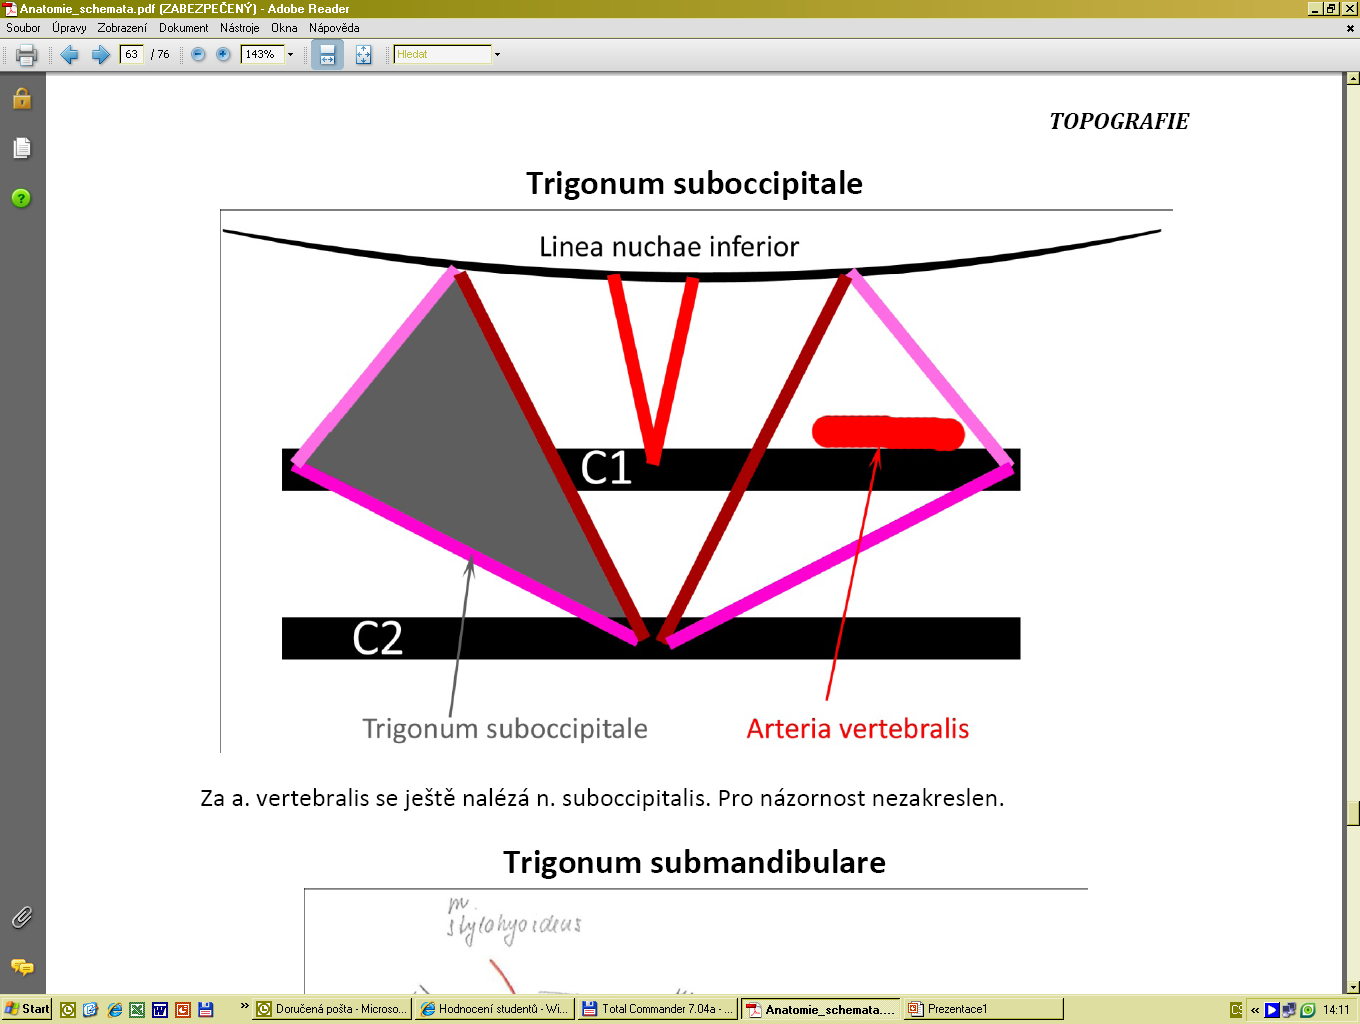 Anatomie_schemata.pdf (ZABEZPEČENÝ) - Adobe Reader
Soubor Úpravy Zobrazení Dokument Nástroje Okna Nápověda
63 / 76 143% Hledat
TOPOGRAFIE
Trigonum suboccipitale
Linea nuchae inferior
C1
C2
Trigonum suboccipitale
Arteria vertebralis
Za a. vertebralis se ještě nalézá n. suboccipitalis. Pro názornost nezakreslen.
Trigonum submandibulare
m.
stylohyoideus
Start » Doručená pošta - Microso... Hodnocení studentů - Wi... Total Commander 7.04a - ... Anatomie_schemata.... Prezentace1 CS « 14:11